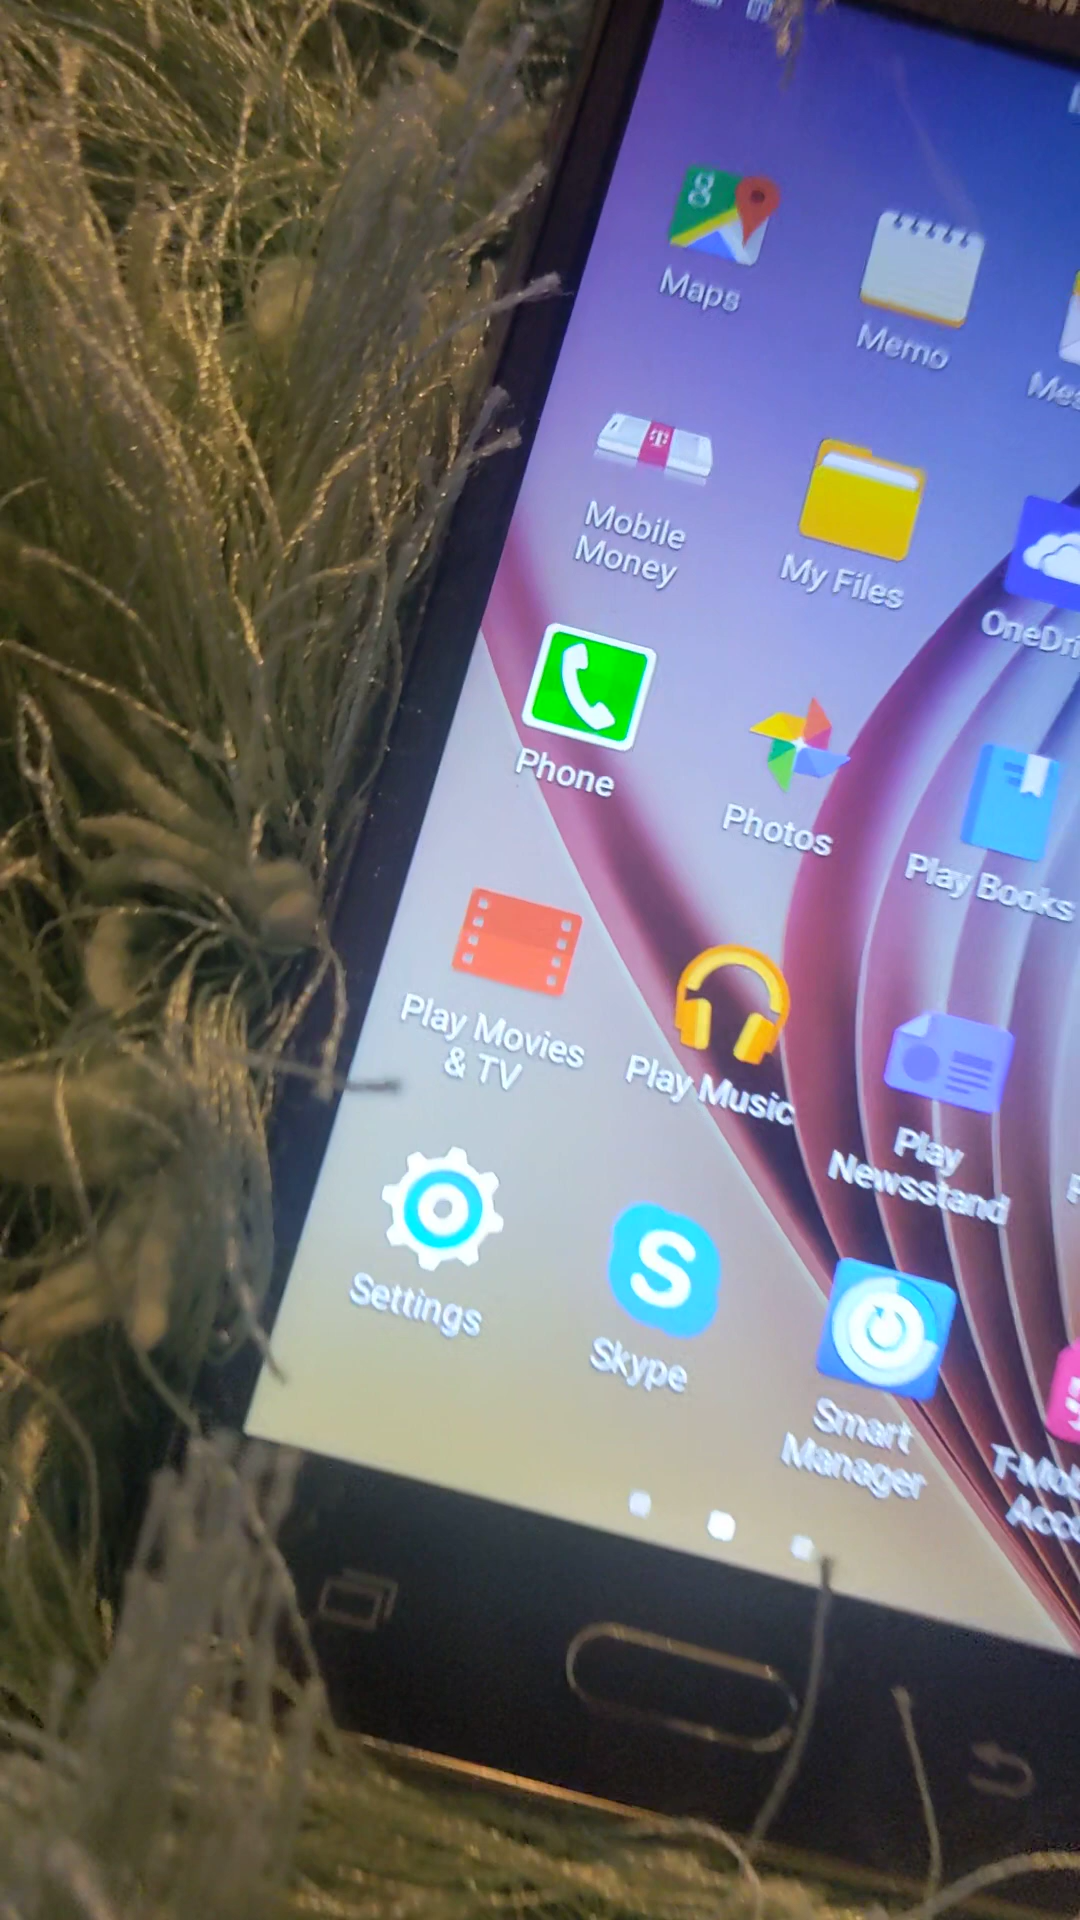 Maps
Memo
Mobile
Money
My Files
Phone
Photos
Play Books
Play Movies
& TV
Play Music
Play
Newsstand
Settings
S
Skype
Smart
Manager